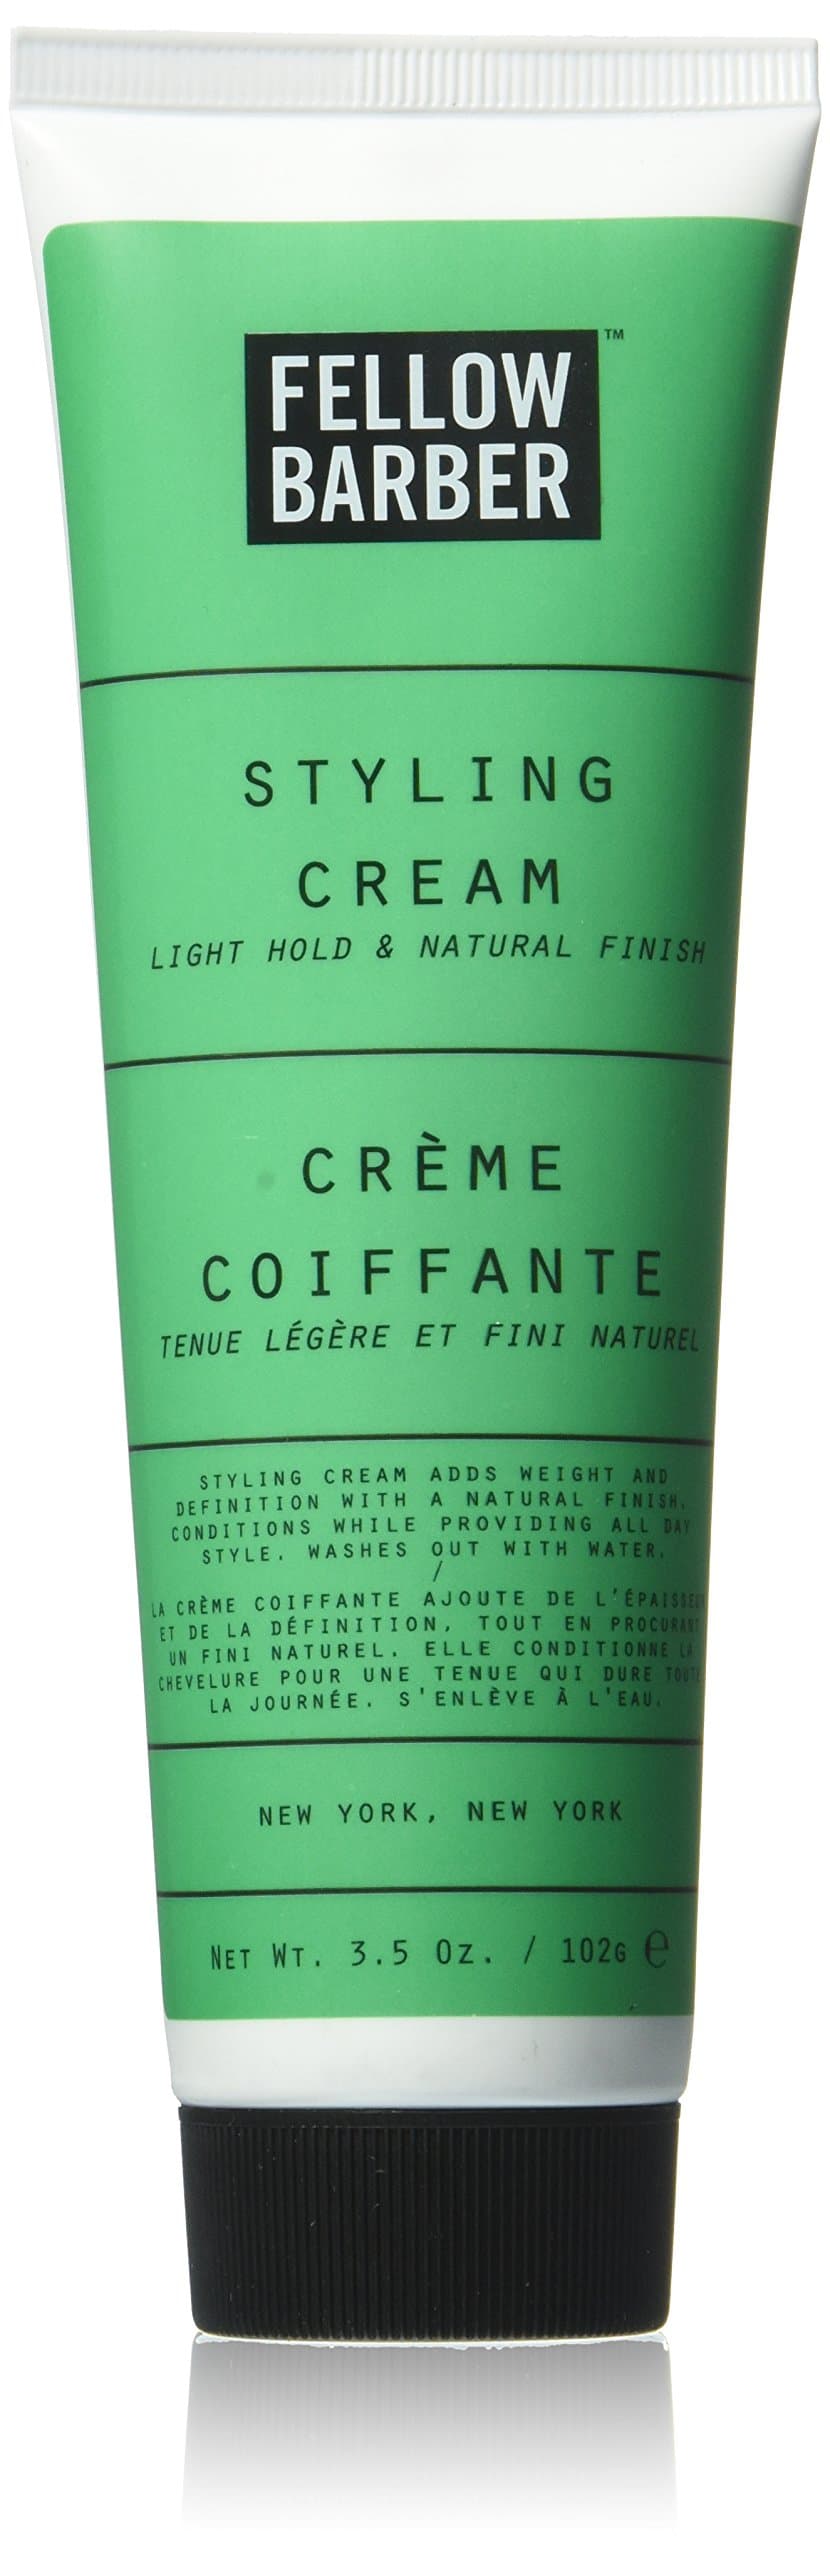 FELLOW
BARBER
™
STYLING
CREAM
LIGHT HOLD & NATURAL FINISH
CRÈME
COIFFANTE
TENUE LÉGÈRE ET FINI NATUREL
STYLING CREAM ADDS WEIGHT AND
DEFINITION WITH A NATURAL FINISH.
CONDITIONS WHILE PROVIDING ALL DAY
STYLE. WASHES OUT WITH WATER.
/
LA CRÈME COIFFANTE AJOUTE DE L'ÉPAISSEUR
ET DE LA DÉFINITION, TOUT EN PROCURANT
UN FINI NATUREL. ELLE CONDITIONNE LA
CHEVELURE POUR UNE TENUE QUI DURE TOUTE
LA JOURNÉE. S'ENLÈVE À L'EAU.
NEW YORK, NEW YORK
NET WT. 3.5 OZ. / 102G ℮